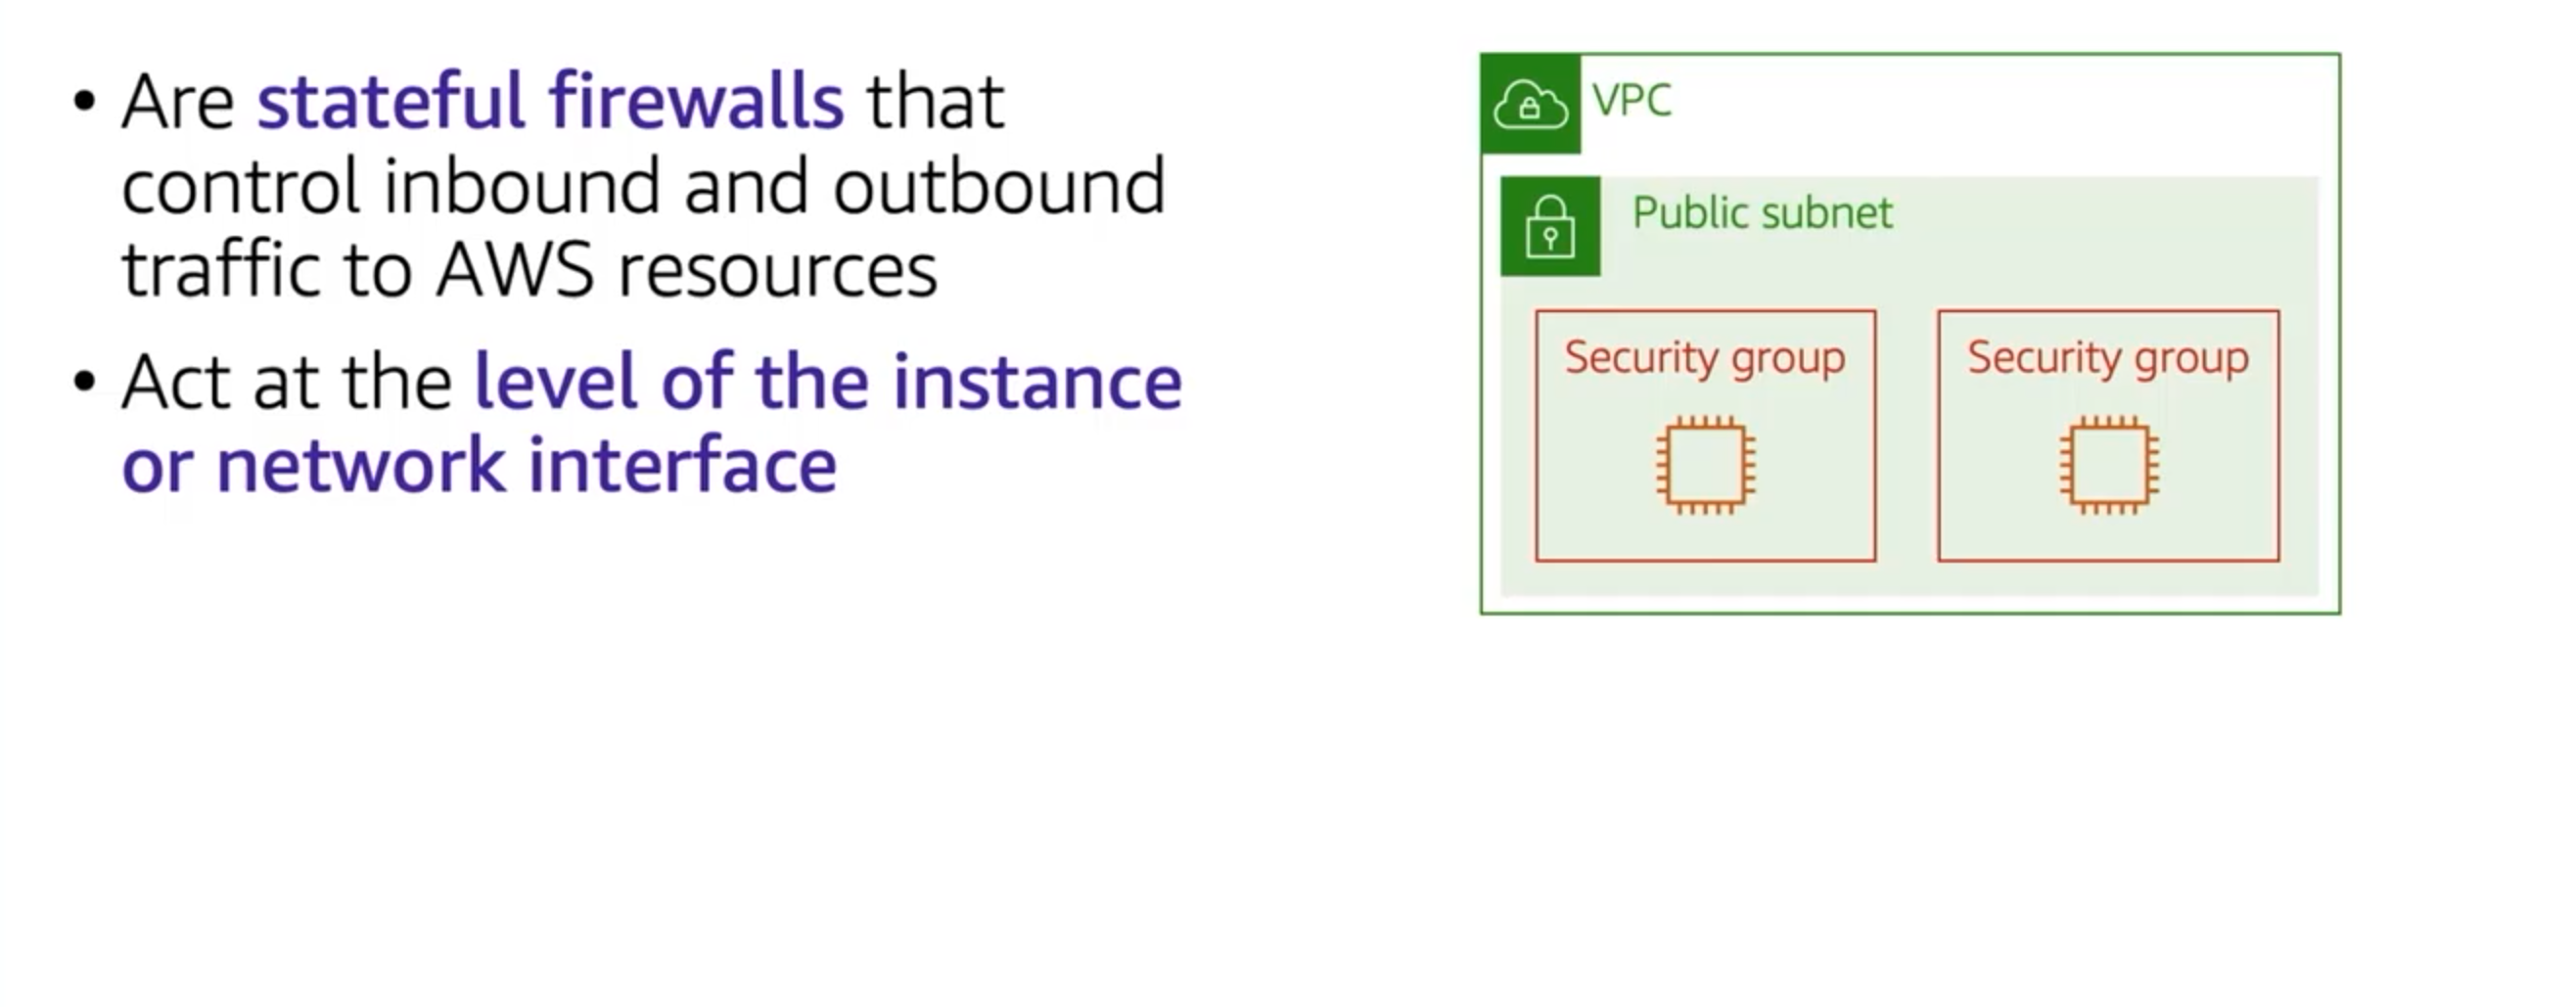 • Are stateful firewalls that
control inbound and outbound
traffic to AWS resources
• Act at the level of the instance
or network interface
VPC
Public subnet
Security group
Security group